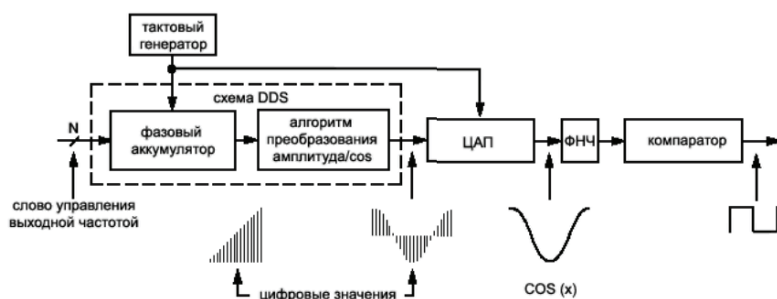 тактовый
генератор
схема DDS
N
фазовый
аккумулятор
алгоритм
преобразования
амплитуда/cos
ЦАП
ФНЧ
компаратор
слово управления
выходной частотой
цифровые значения
COS (x)